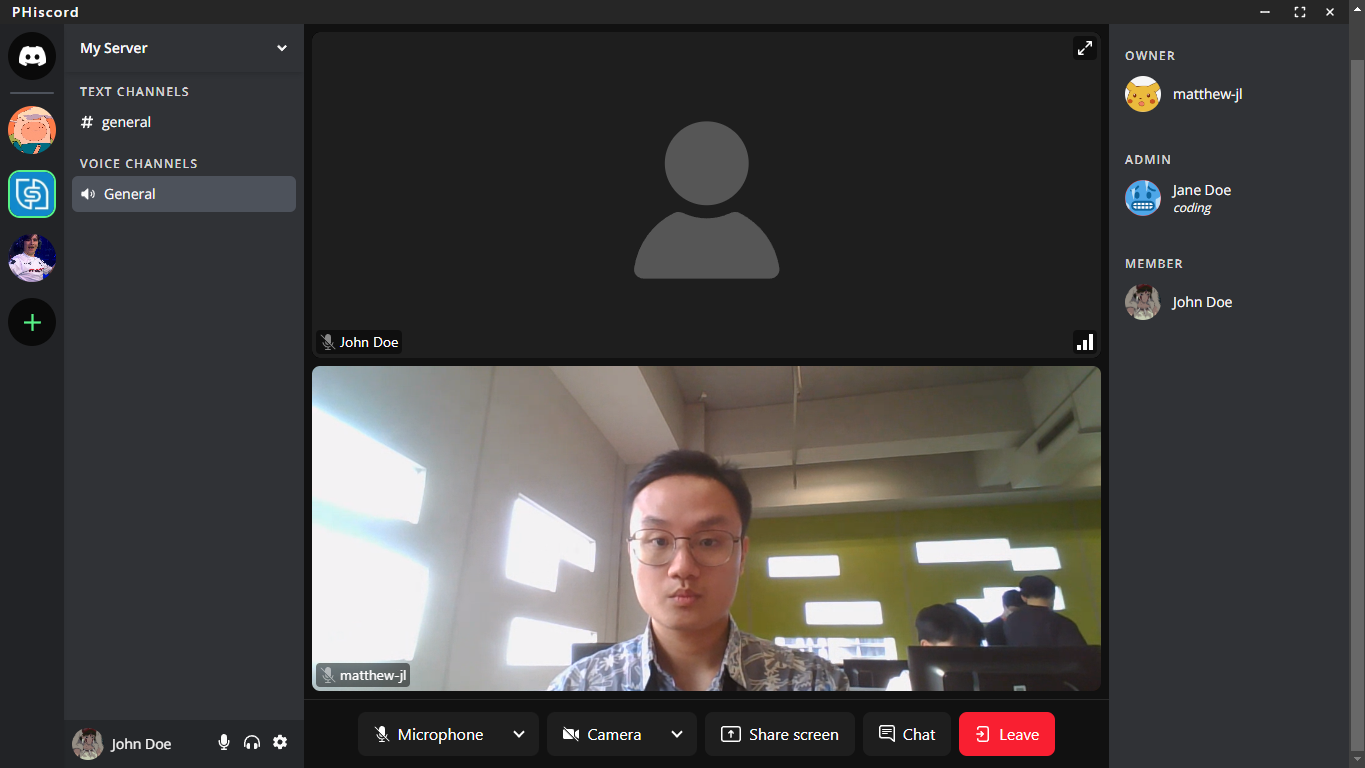 PHiscord
My Server
TEXT CHANNELS
# general
VOICE CHANNELS
General
John Doe
John Doe
matthew-jl
Microphone
Camera
Share screen
Chat
Leave
OWNER
matthew-jl
ADMIN
Jane Doe
coding
MEMBER
John Doe